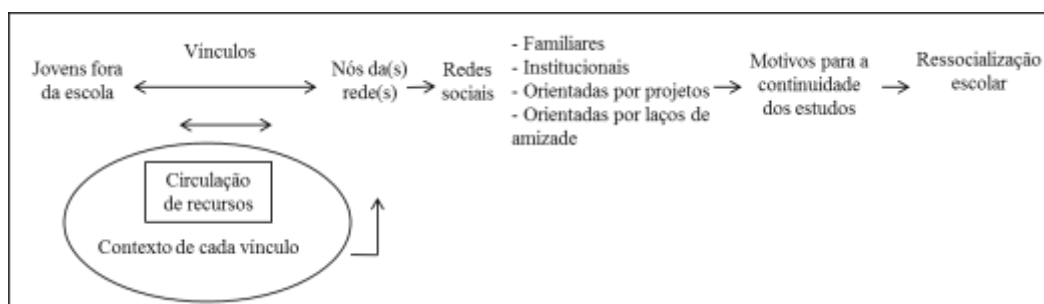 Jovens fora
da escola
Vínculos
Nós da(s)
rede(s)
Redes
sociais
- Familiares
- Institucionais
- Orientadas por projetos
- Orientadas por laços de
amizade
Motivos para a
continuidade
dos estudos
Ressocialização
escolar
Circulação
de recursos
Contexto de cada vínculo